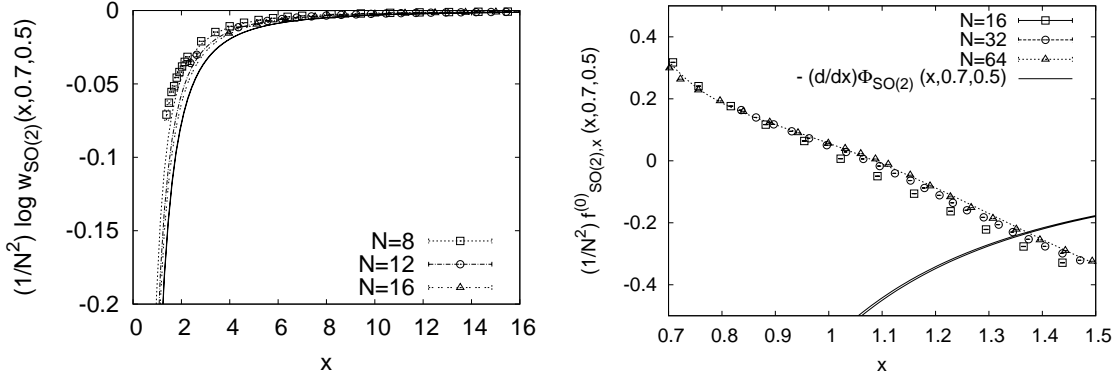 (1/N²) log w_SO(2)(x,0.7,0.5)
0
-0.05
-0.1
-0.15
-0.2
N=8
N=12
N=16
0 2 4 6 8 10 12 14 16
x
(1/N²) f⁽⁰⁾_SO(2),x (x,0.7,0.5)
0.4
0.2
0
-0.2
-0.4
N=16
N=32
N=64
- (d/dx)Φ_SO(2) (x,0.7,0.5)
0.7 0.8 0.9 1 1.1 1.2 1.3 1.4 1.5
x